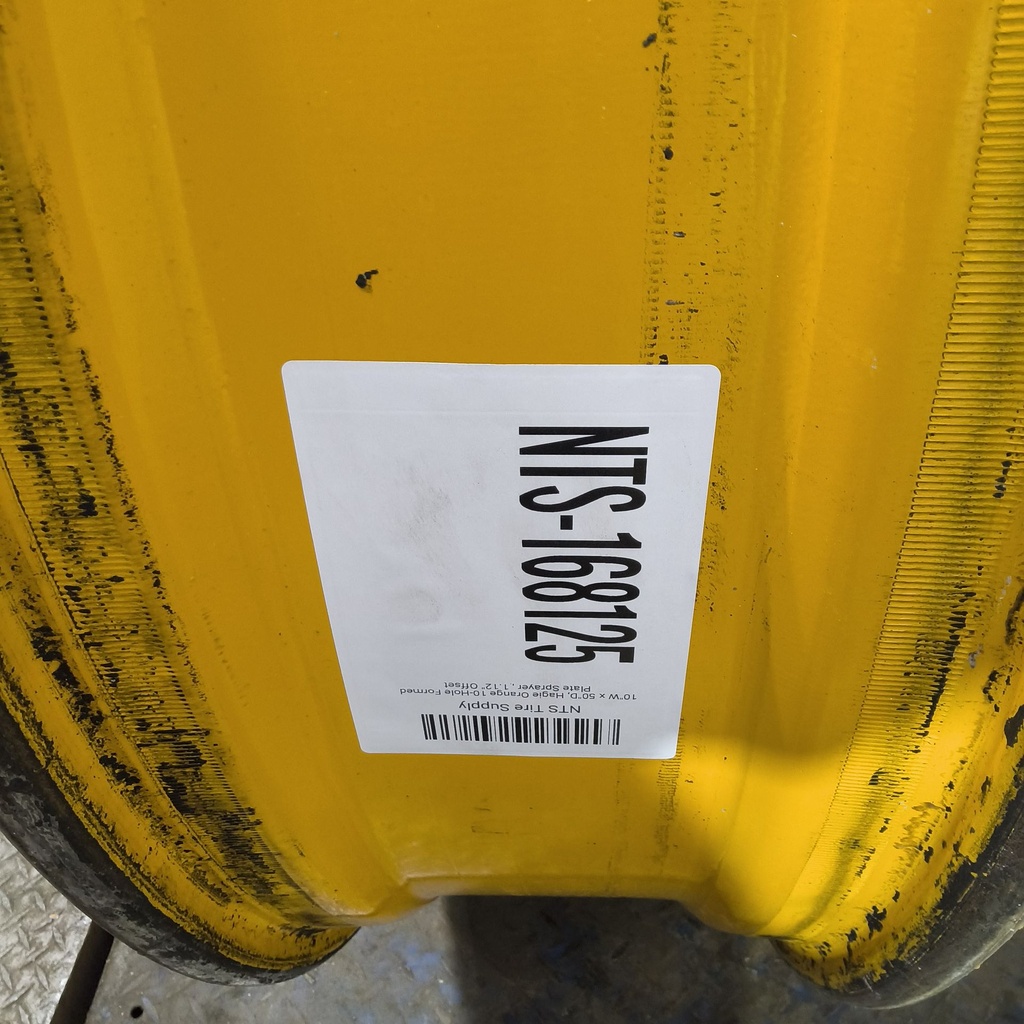 NTS Tire Supply
10"W x 50"D, Hagie Orange 10-Hole Formed
Plate Sprayer, 1.12" Offset
NTS-168125